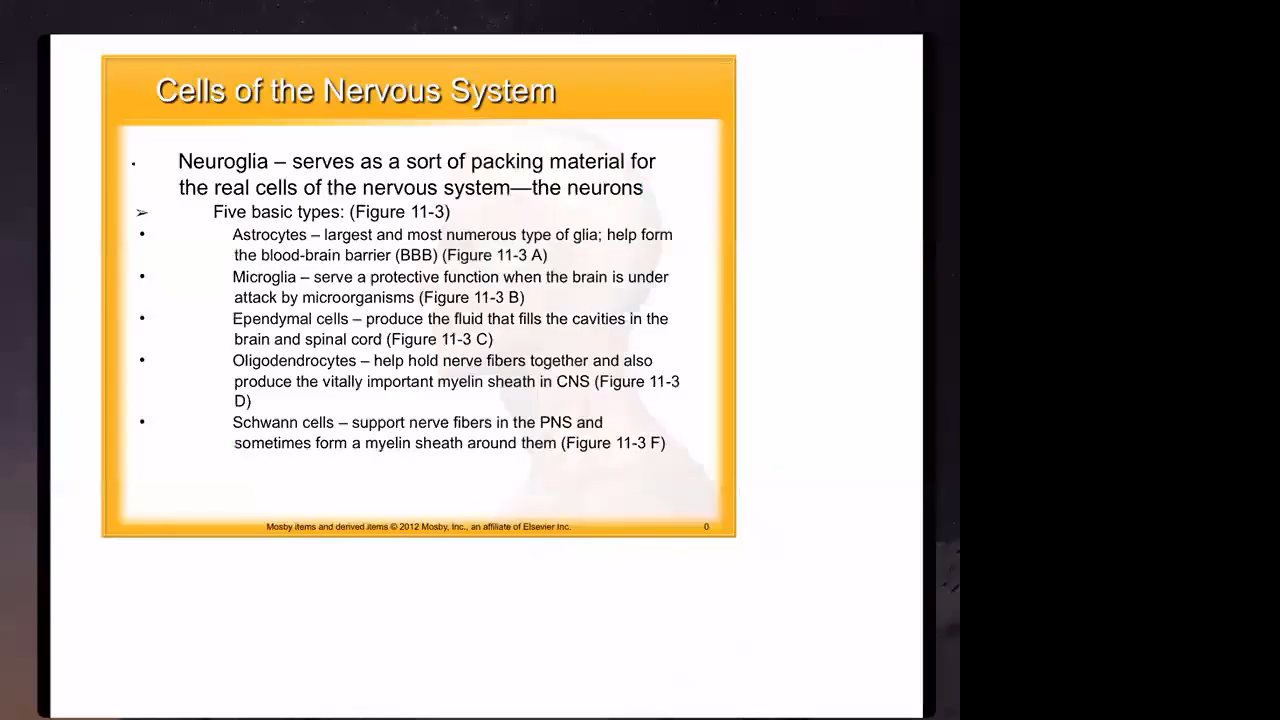 Cells of the Nervous System
• Neuroglia – serves as a sort of packing material for
the real cells of the nervous system—the neurons
➢ Five basic types: (Figure 11-3)
• Astrocytes – largest and most numerous type of glia; help form
the blood-brain barrier (BBB) (Figure 11-3 A)
• Microglia – serve a protective function when the brain is under
attack by microorganisms (Figure 11-3 B)
• Ependymal cells – produce the fluid that fills the cavities in the
brain and spinal cord (Figure 11-3 C)
• Oligodendrocytes – help hold nerve fibers together and also
produce the vitally important myelin sheath in CNS (Figure 11-3
D)
• Schwann cells – support nerve fibers in the PNS and
sometimes form a myelin sheath around them (Figure 11-3 F)
Mosby items and derived items © 2012 Mosby, Inc., an affiliate of Elsevier Inc. 0